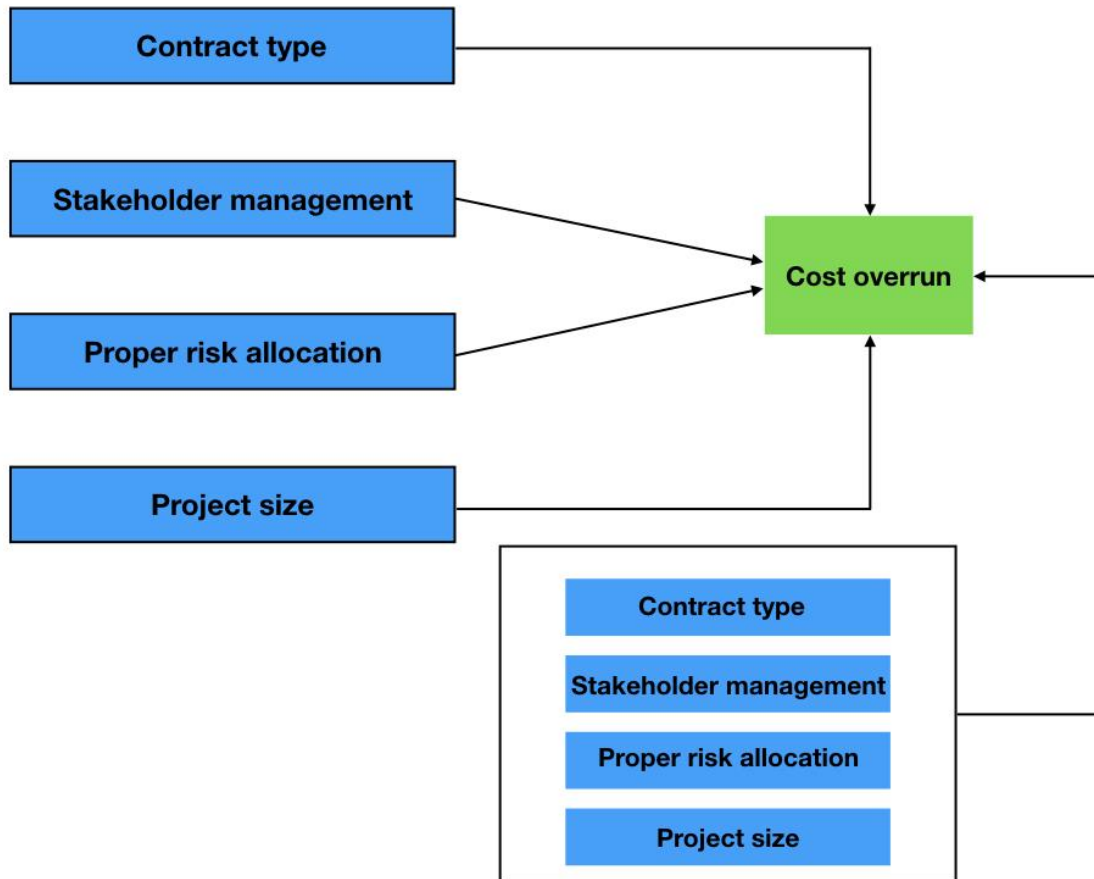 Contract type
Stakeholder management
Proper risk allocation
Project size
Cost overrun
Contract type
Stakeholder management
Proper risk allocation
Project size